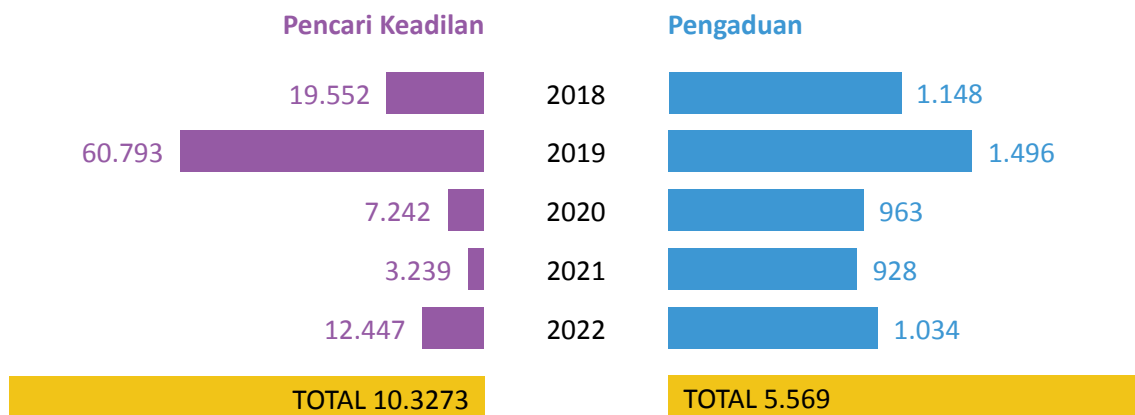 Pencari Keadilan Pengaduan
19.552 2018 1.148
60.793 2019 1.496
7.242 2020 963
3.239 2021 928
12.447 2022 1.034
TOTAL 10.3273 TOTAL 5.569